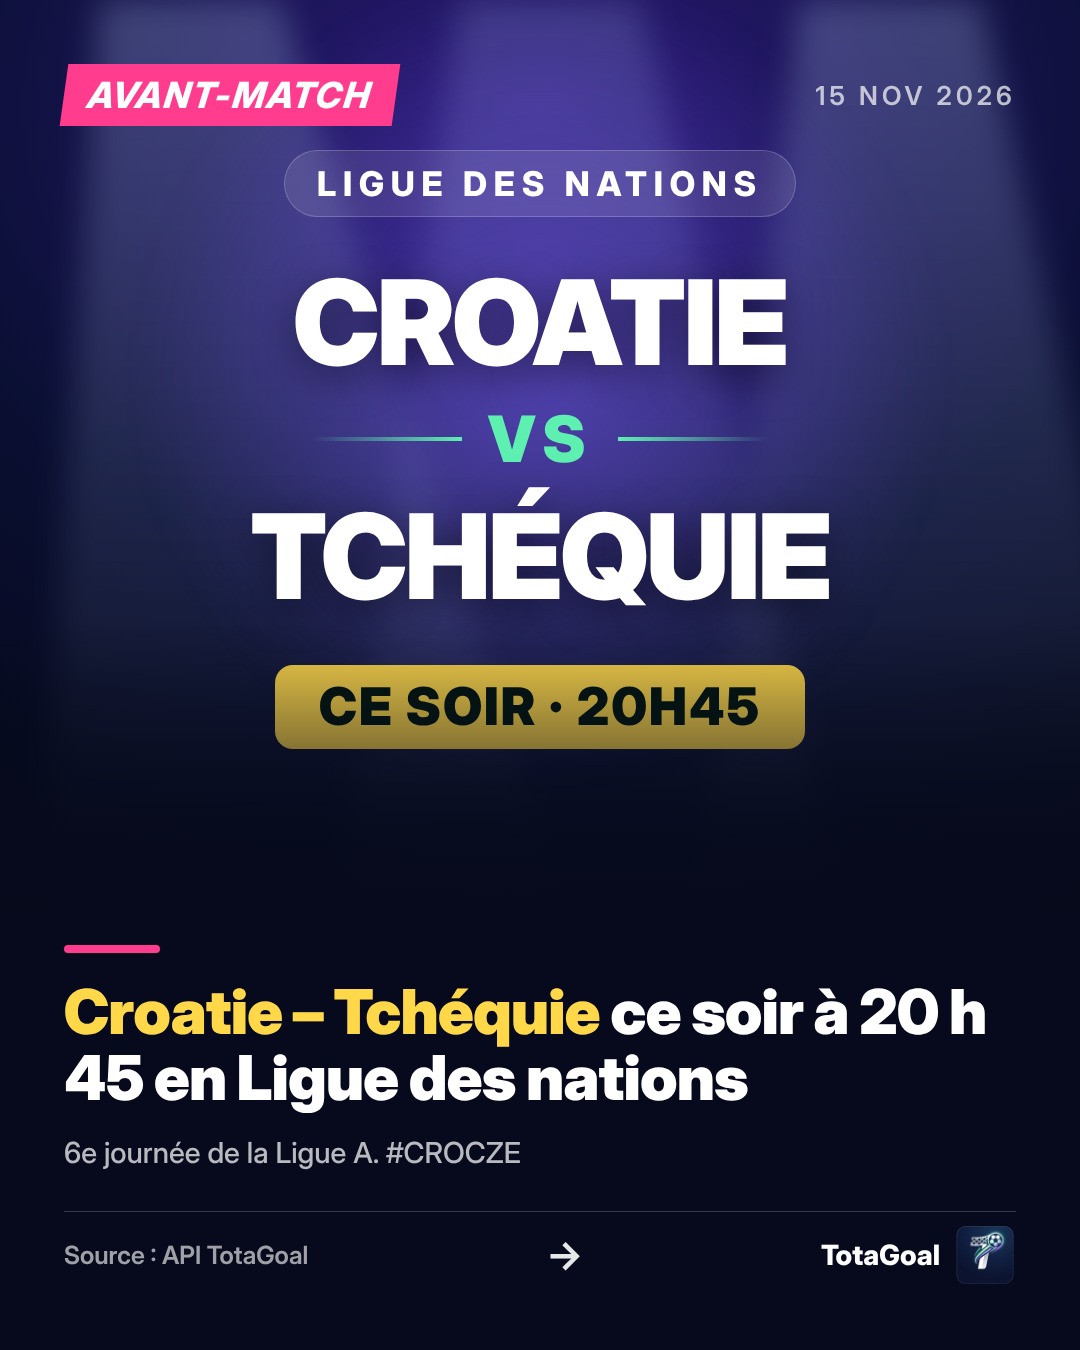 AVANT-MATCH
15 NOV 2026
LIGUE DES NATIONS
CROATIE
VS
TCHÉQUIE
CE SOIR · 20H45
Croatie – Tchéquie ce soir à 20 h
45 en Ligue des nations
6e journée de la Ligue A. #CROCZE
Source : API TotaGoal
→
TotaGoal